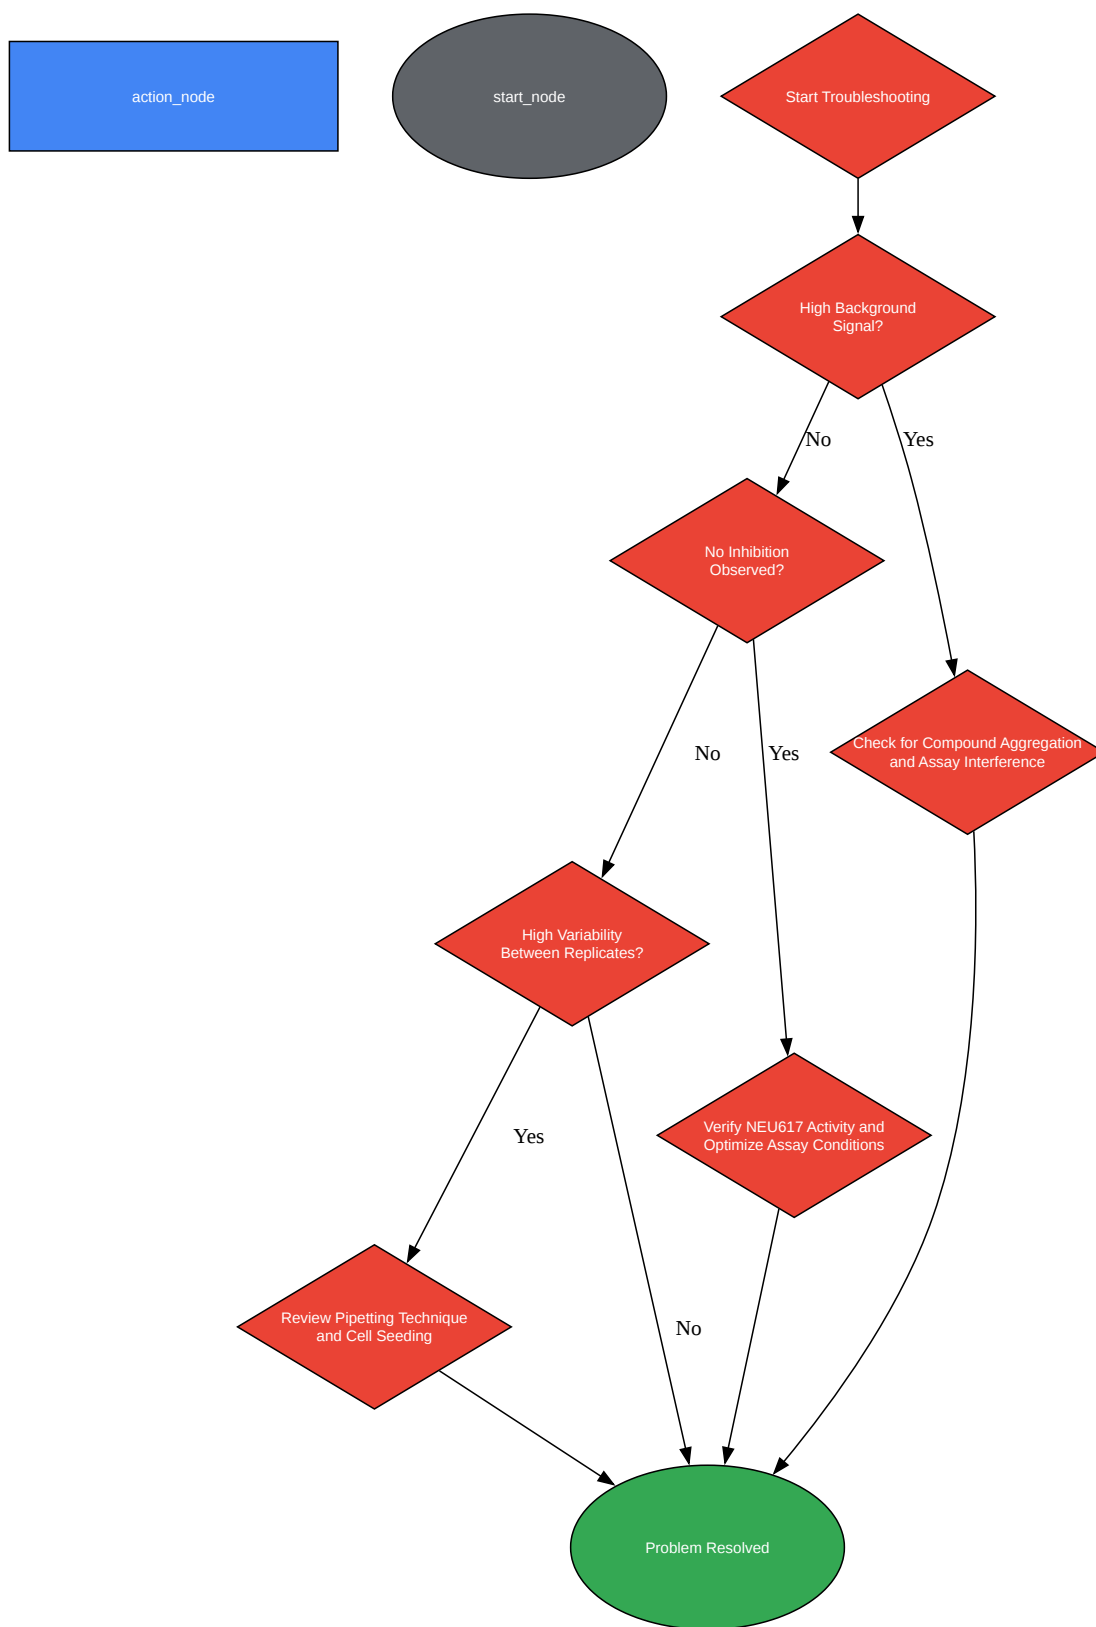 action_node
start_node
Start Troubleshooting
High Background
Signal?
No
Yes
No Inhibition
Observed?
No
Yes
Check for Compound Aggregation
and Assay Interference
High Variability
Between Replicates?
Yes
Verify NEU617 Activity and
Optimize Assay Conditions
No
Review Pipetting Technique
and Cell Seeding
Problem Resolved